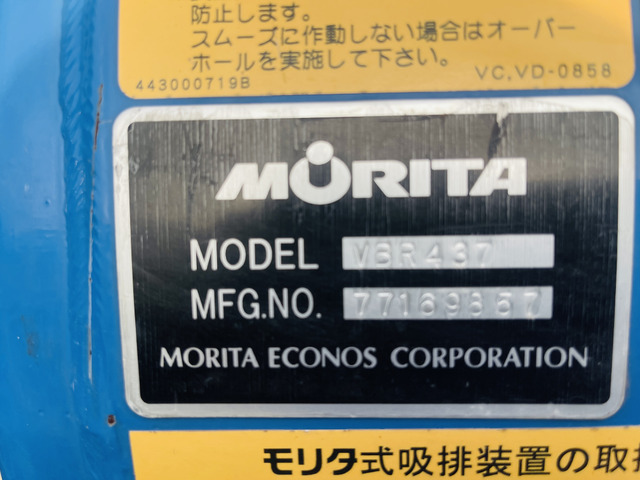 防止します。
スムーズに作動しない場合はオーバー
ホールを実施して下さい。
443000719B VC,VD-0858
MORITA
MODEL VBR437
MFG.NO. 77169857
MORITA ECONOS CORPORATION
モリタ式吸排装置の取扱